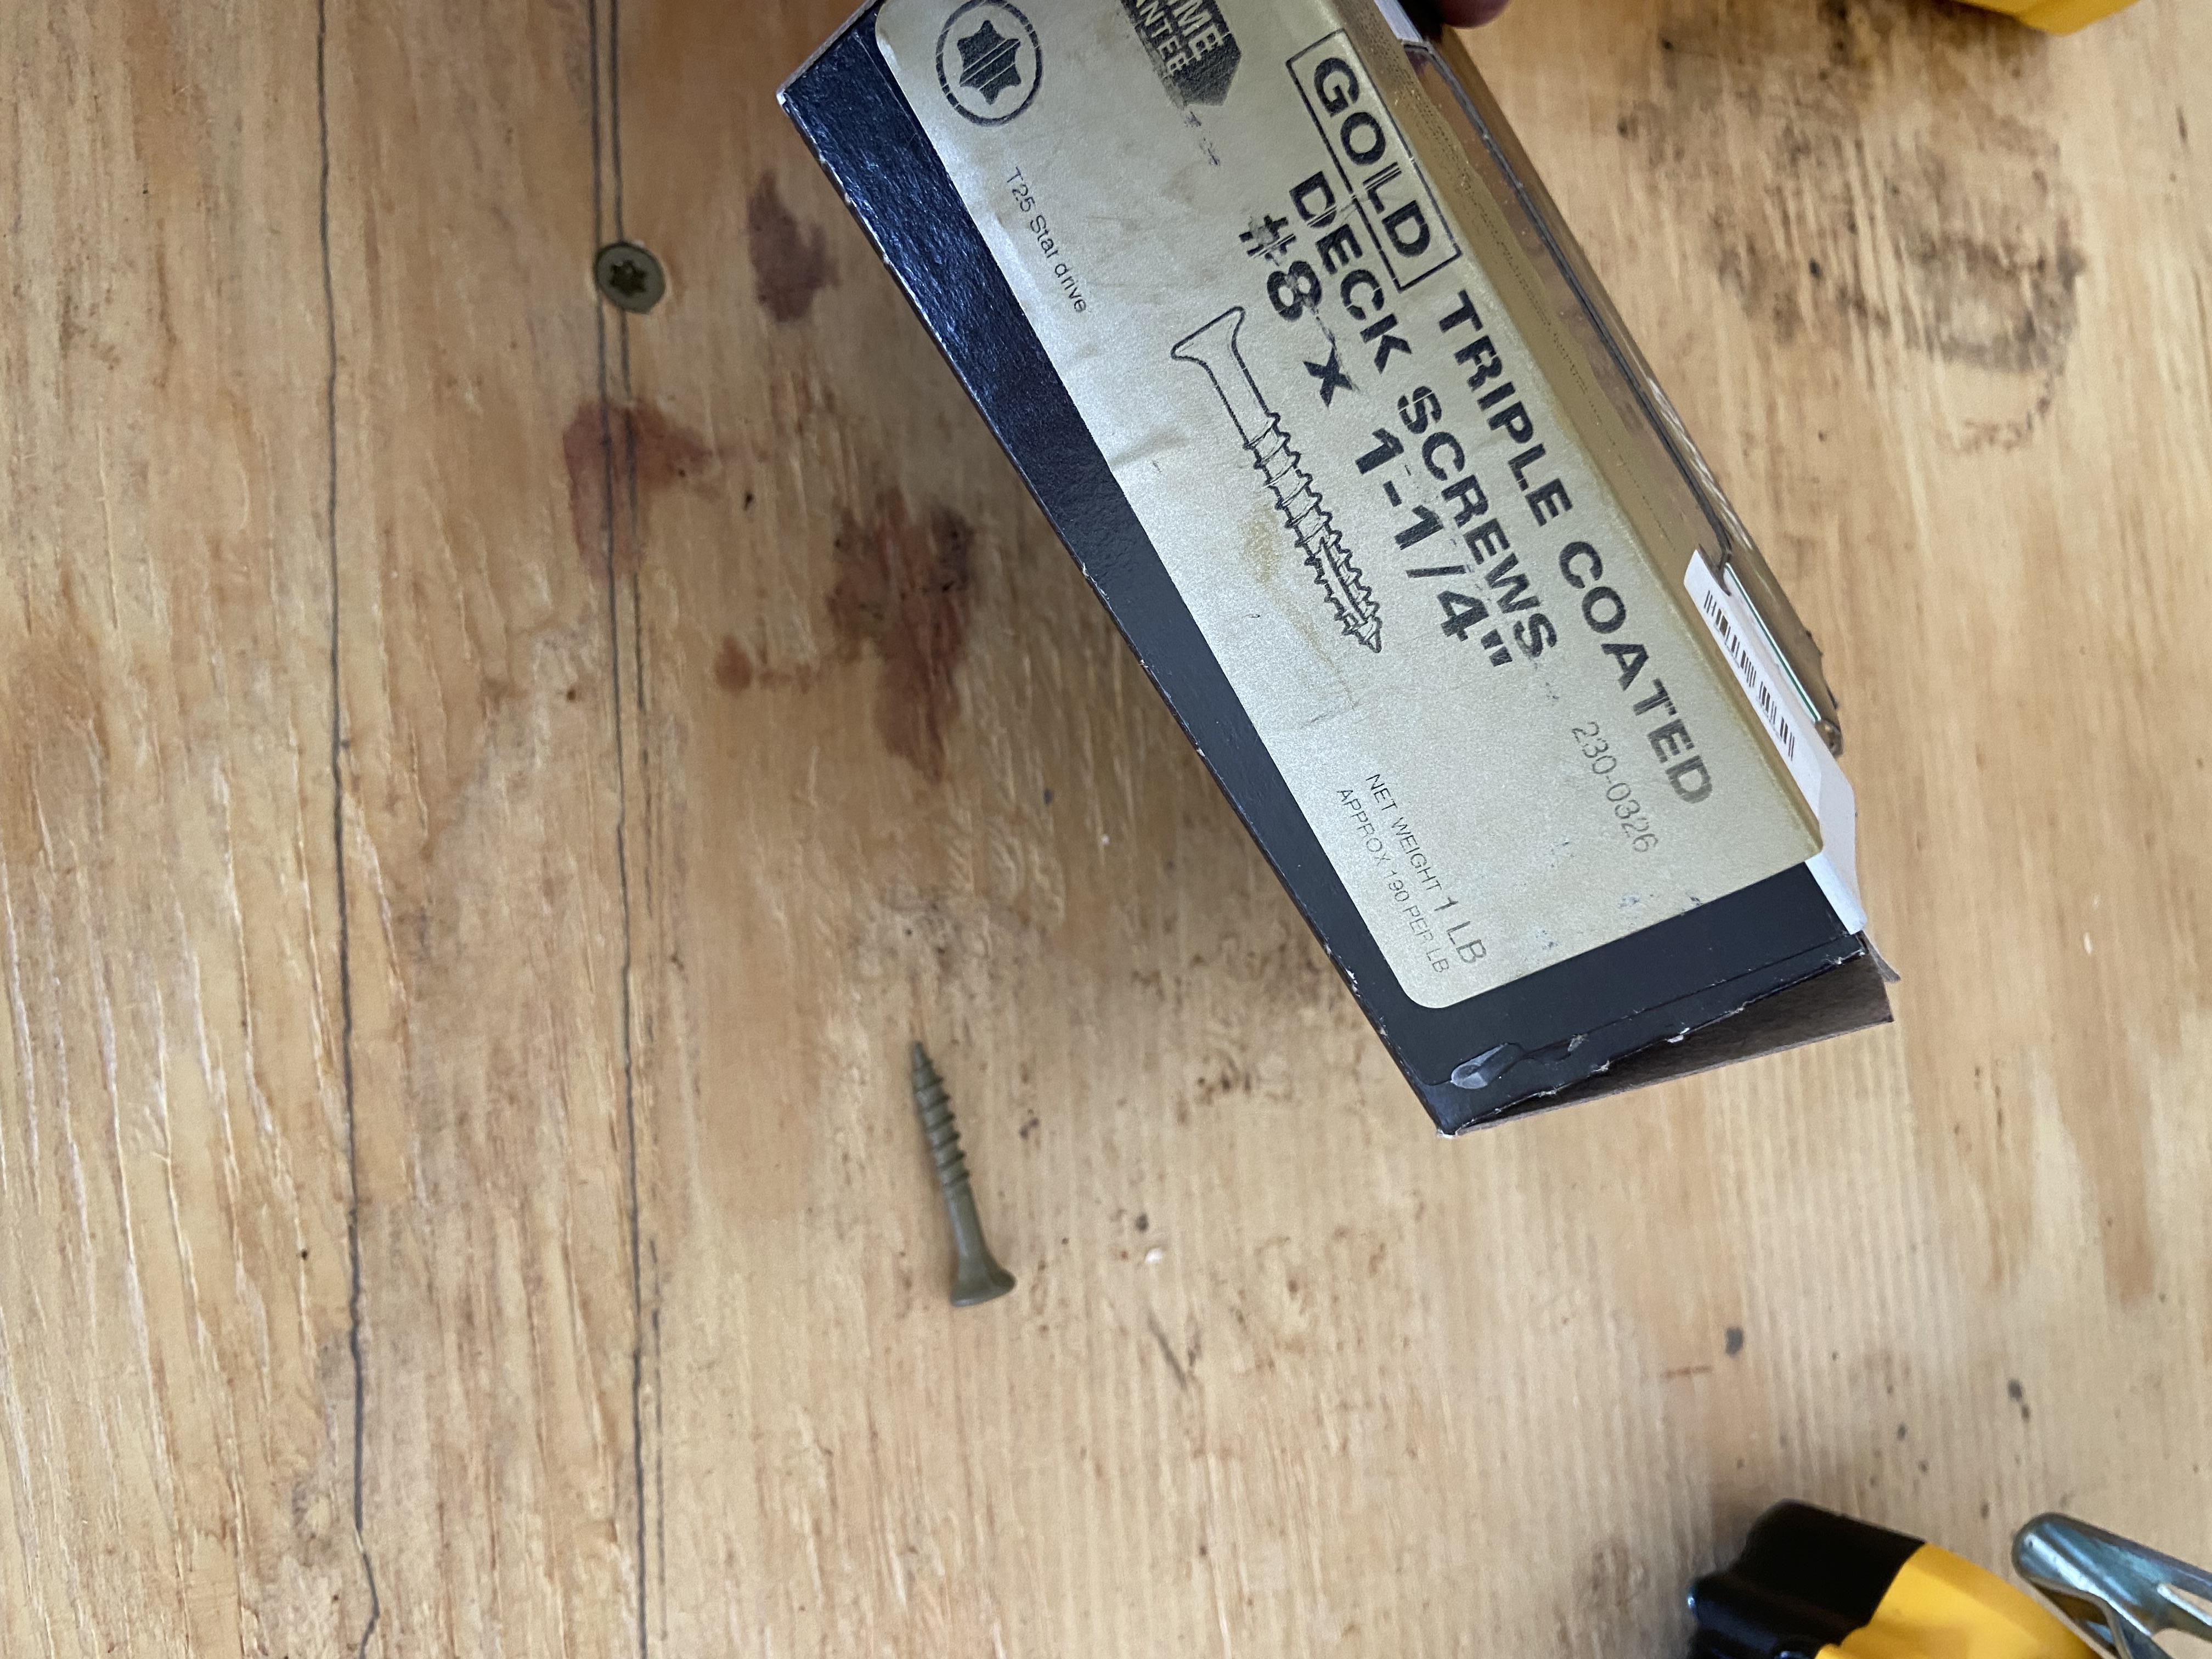 GOLD TRIPLE COATED
DECK SCREWS
#8 x 1-1/4"
230-0326
T25 Star drive
NET WEIGHT 1 LB
APPROX 190 PER LB